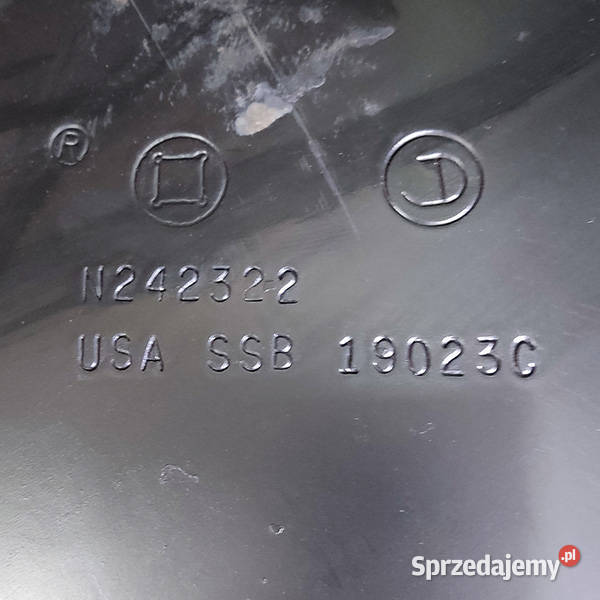 ®
N242322
USA SSB 19023C
Sprzedajemy.pl